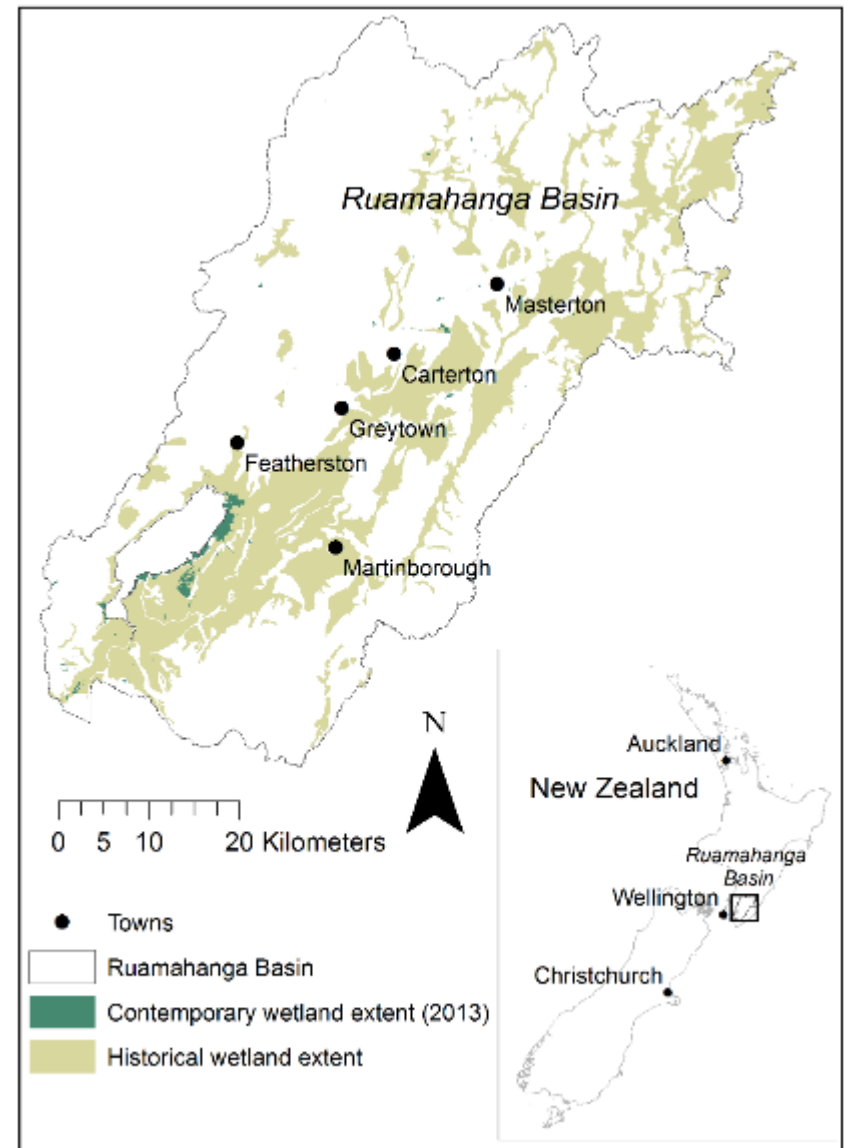 Ruamahanga Basin
Masterton
Carterton
Greytown
Featherston
Martinborough
N
0 5 10 20 Kilometers
Towns
Ruamahanga Basin
Contemporary wetland extent (2013)
Historical wetland extent
Auckland
New Zealand
Ruamahanga
Basin
Wellington
Christchurch